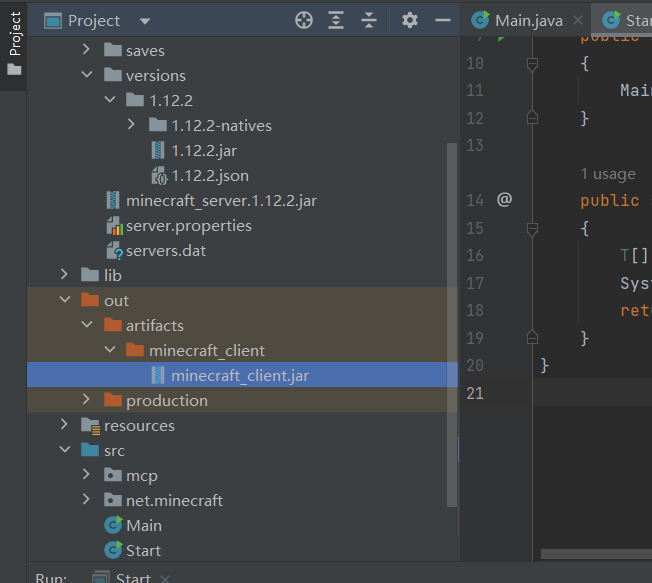 Project
Project
saves
versions
1.12.2
1.12.2-natives
1.12.2.jar
1.12.2.json
minecraft_server.1.12.2.jar
server.properties
servers.dat
lib
out
artifacts
minecraft_client
minecraft_client.jar
production
resources
src
mcp
net.minecraft
Main
Start
Main.java
Star
public
10 {
11 Mai
12 }
13
1 usage
14 @ public
15 {
16 T[]
17 Sys
18 ret
19 }
20 }
21
Run: Start